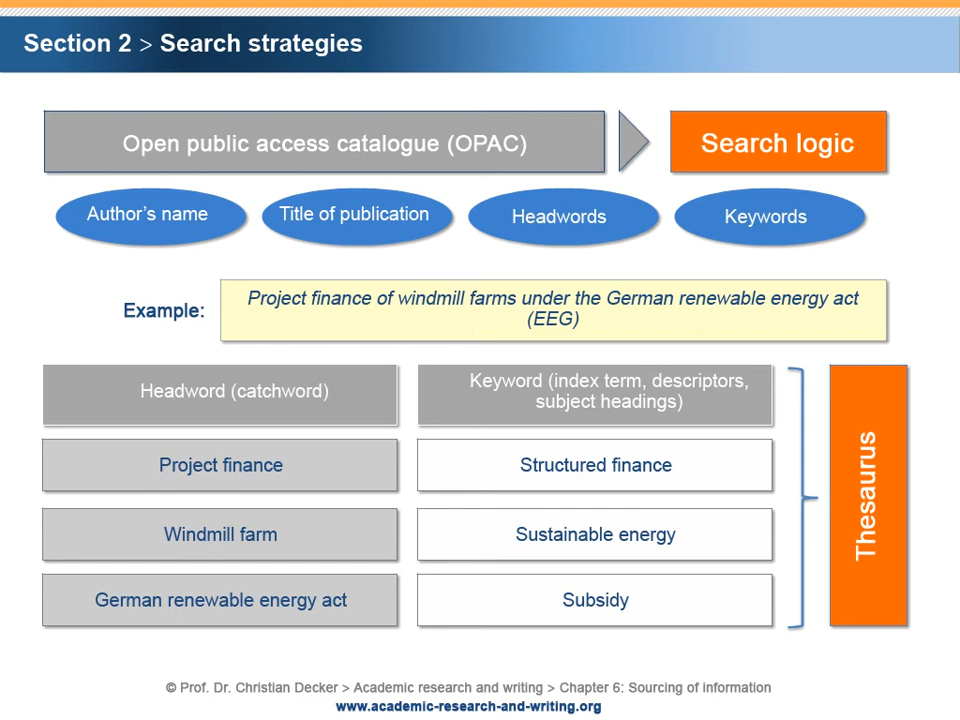 Section 2 > Search strategies
Open public access catalogue (OPAC)
Search logic
Author's name
Title of publication
Headwords
Keywords
Example:
Project finance of windmill farms under the German renewable energy act
(EEG)
Headword (catchword)
Keyword (index term, descriptors,
subject headings)
Project finance
Structured finance
Windmill farm
Sustainable energy
German renewable energy act
Subsidy
Thesaurus
© Prof. Dr. Christian Decker > Academic research and writing > Chapter 6: Sourcing of information
www.academic-research-and-writing.org